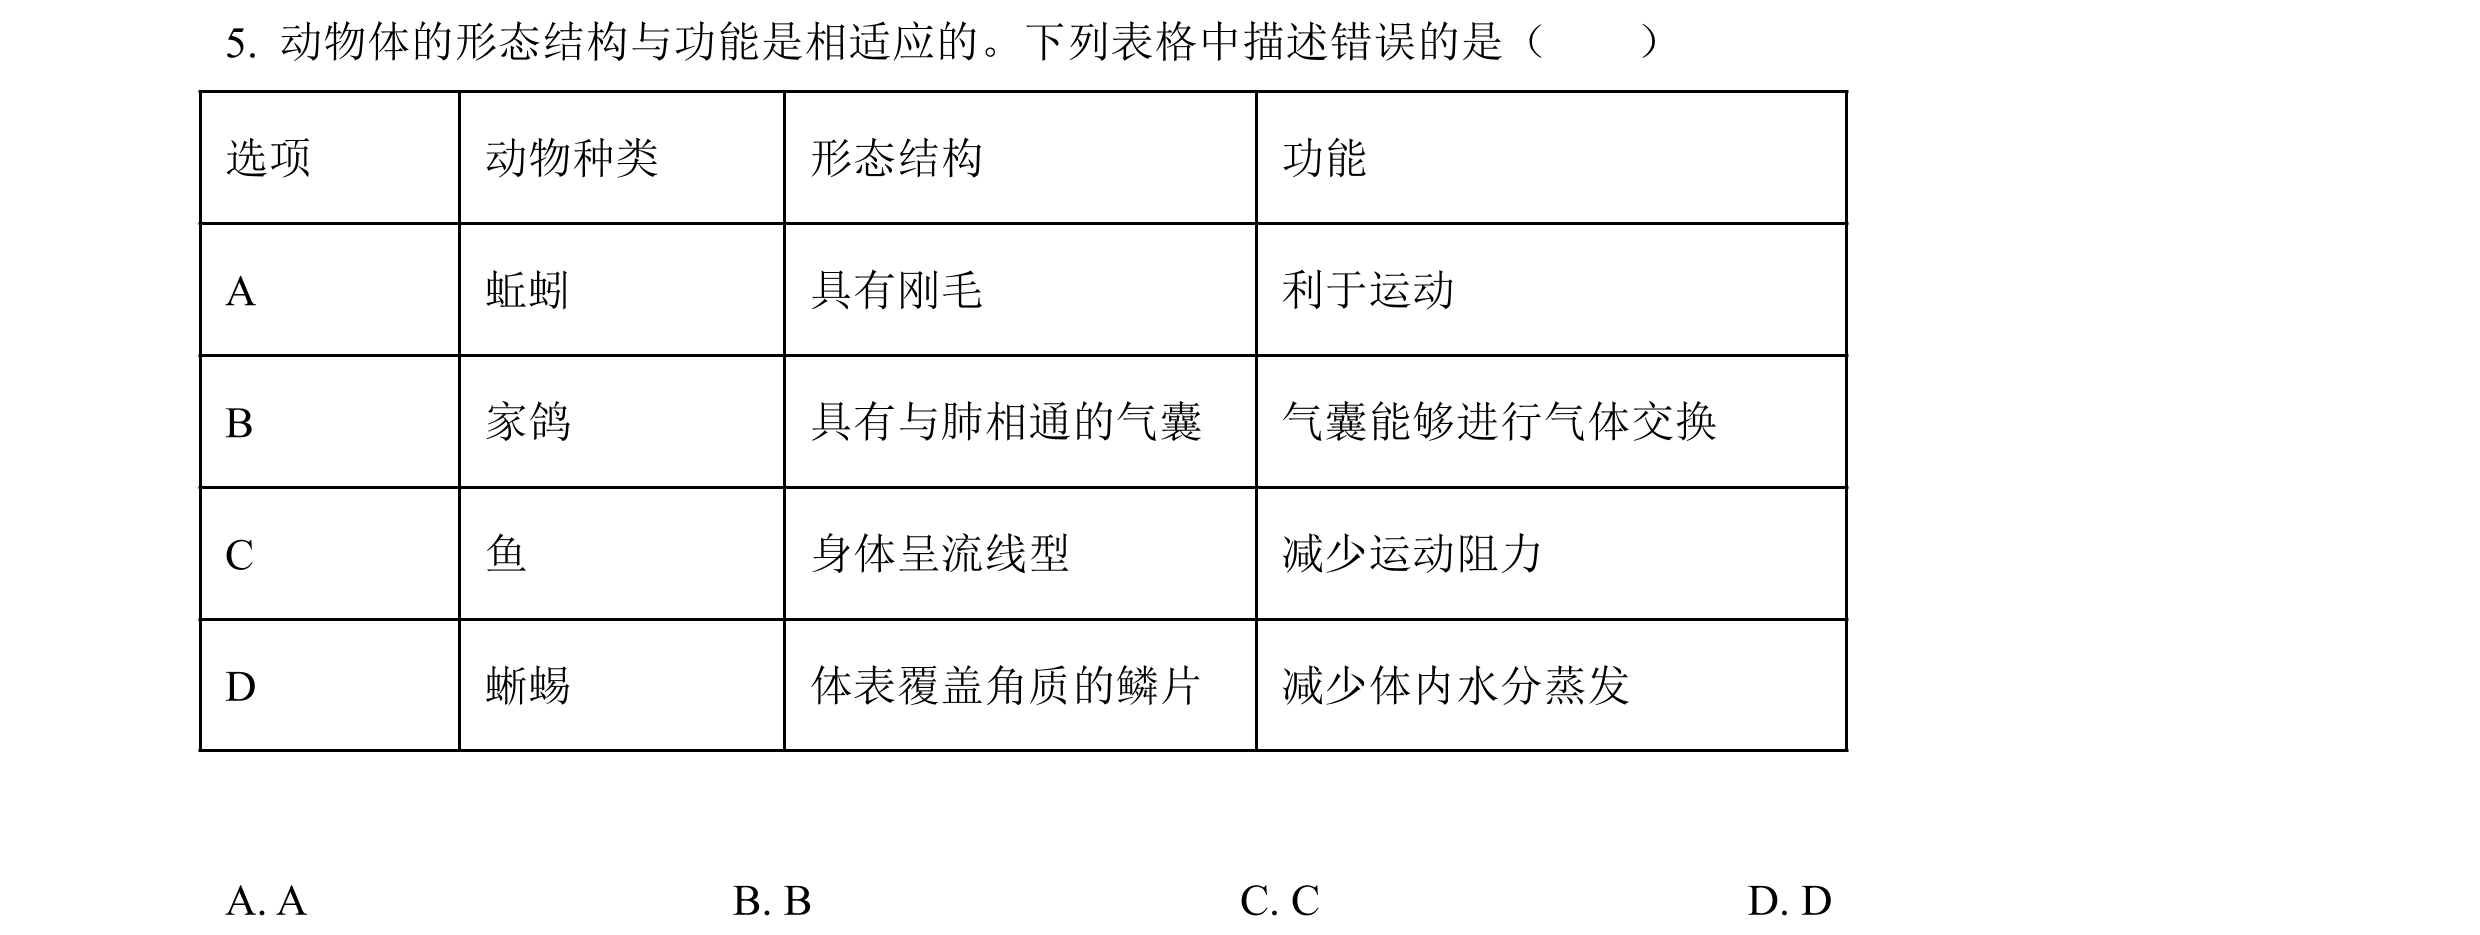 5. 动物体的形态结构与功能是相适应的。下列表格中描述错误的是（　　）
选项 动物种类 形态结构 功能
A 蚯蚓 具有刚毛 利于运动
B 家鸽 具有与肺相通的气囊 气囊能够进行气体交换
C 鱼 身体呈流线型 减少运动阻力
D 蜥蜴 体表覆盖角质的鳞片 减少体内水分蒸发
A. A B. B C. C D. D